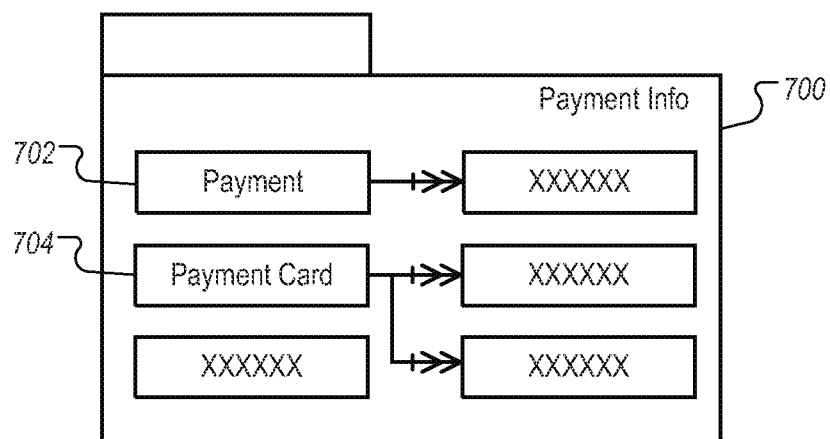 Payment Info
700
702
Payment
XXXXXX
704
Payment Card
XXXXXX
XXXXXX
XXXXXX